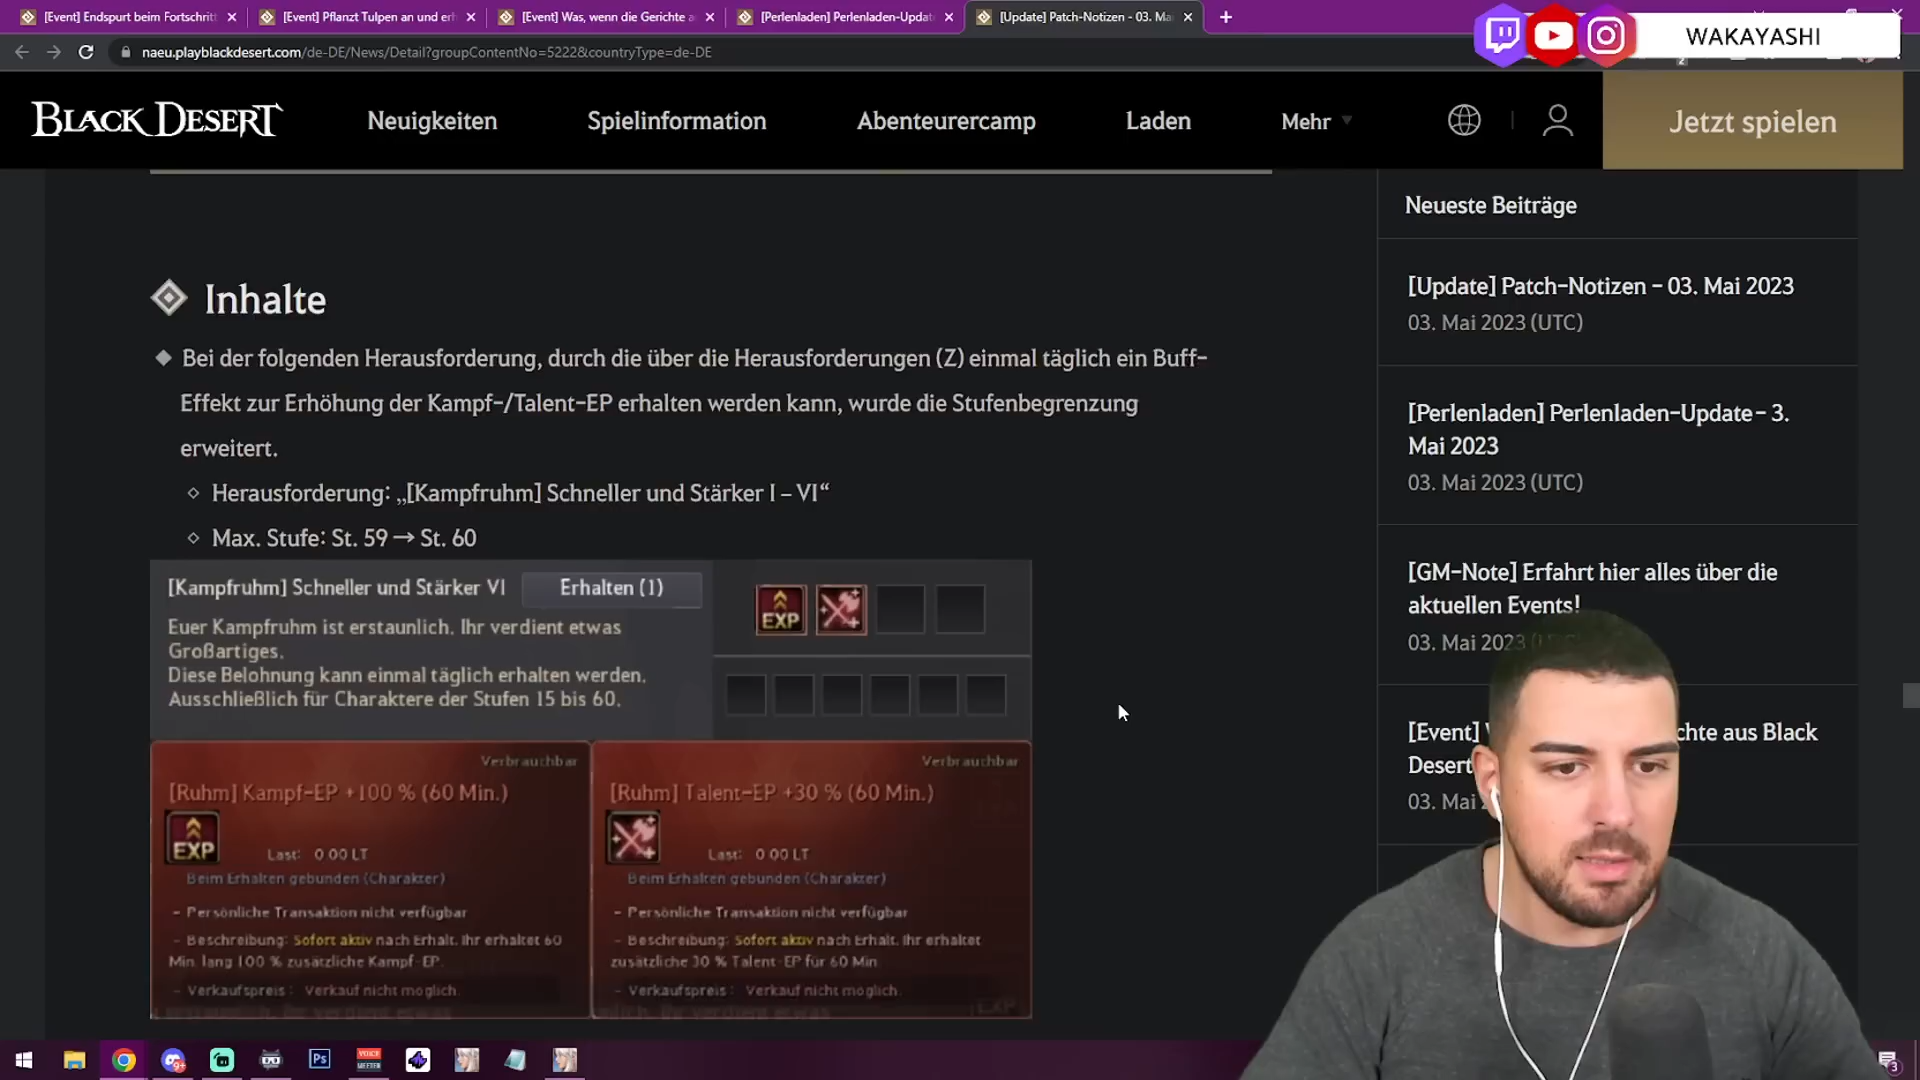 [Event] Endspurt beim Fortschritt
[Event] Pflanzt Tulpen an und er
[Event] Was, wenn die Gerichte a
[Perlenladen] Perlenladen-Updat
[Update] Patch-Notizen - 03. Ma
naeu.playblackdesert.com/de-DE/News/Detail?groupContentNo=5222&countryType=de-DE
WAKAYASHI
BLACK DESERT
Neuigkeiten
Spielinformation
Abenteurercamp
Laden
Mehr
Jetzt spielen
Inhalte
Bei der folgenden Herausforderung, durch die über die Herausforderungen (Z) einmal täglich ein Buff-
Effekt zur Erhöhung der Kampf-/Talent-EP erhalten werden kann, wurde die Stufenbegrenzung
erweitert.
Herausforderung: „[Kampfruhm] Schneller und Stärker I – VI“
Max. Stufe: St. 59 → St. 60
[Kampfruhm] Schneller und Stärker VI
Erhalten (1)
EXP
Euer Kampfruhm ist erstaunlich. Ihr verdient etwas
Großartiges.
Diese Belohnung kann einmal täglich erhalten werden.
Ausschließlich für Charaktere der Stufen 15 bis 60.
Verbrauchbar
[Ruhm] Kampf-EP +100 % (60 Min.)
EXP
Last: 0.00 LT
Beim Erhalten gebunden (Charakter)
- Persönliche Transaktion nicht verfügbar
- Beschreibung: Sofort aktiv nach Erhalt. Ihr erhaltet 60
Min. lang 100 % zusätzliche Kampf-EP.
- Verkaufspreis : Verkauf nicht möglich.
Verbrauchbar
[Ruhm] Talent-EP +30 % (60 Min.)
Last: 0.00 LT
Beim Erhalten gebunden (Charakter)
- Persönliche Transaktion nicht verfügbar
- Beschreibung: Sofort aktiv nach Erhalt. Ihr erhaltet
zusätzliche 30 % Talent-EP für 60 Min.
- Verkaufspreis : Verkauf nicht möglich.
Neueste Beiträge
[Update] Patch-Notizen - 03. Mai 2023
03. Mai 2023 (UTC)
[Perlenladen] Perlenladen-Update - 3.
Mai 2023
03. Mai 2023 (UTC)
[GM-Note] Erfahrt hier alles über die
aktuellen Events!
03. Mai 2023
[Event] chte aus Black
Desert
03. Mai
Ps
VOICE
MEETER
3